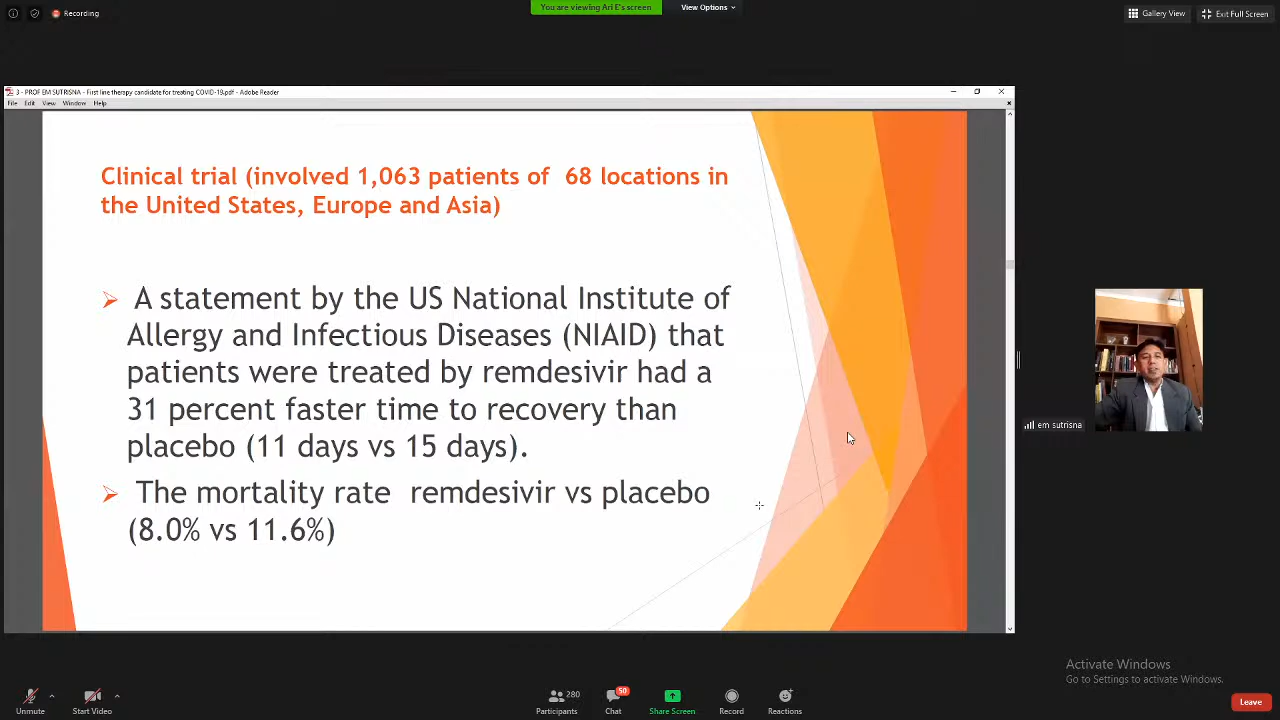 Recording
You are viewing Ari E's screen
View Options
Gallery View
Exit Full Screen
3 - PROF EM SUTRISNA - First line therapy candidate for treating COVID-19.pdf - Adobe Reader
File Edit View Window Help
Clinical trial (involved 1,063 patients of 68 locations in
the United States, Europe and Asia)
A statement by the US National Institute of
Allergy and Infectious Diseases (NIAID) that
patients were treated by remdesivir had a
31 percent faster time to recovery than
placebo (11 days vs 15 days).
The mortality rate remdesivir vs placebo
(8.0% vs 11.6%)
em sutrisna
Activate Windows
Go to Settings to activate Windows.
Unmute
Start Video
280
Participants
50
Chat
Share Screen
Record
Reactions
Leave